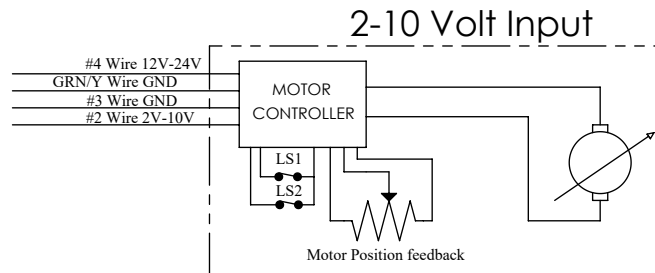 2-10 Volt Input
#4 Wire 12V-24V
GRN/Y Wire GND
#3 Wire GND
#2 Wire 2V-10V
MOTOR
CONTROLLER
LS1
LS2
Motor Position feedback